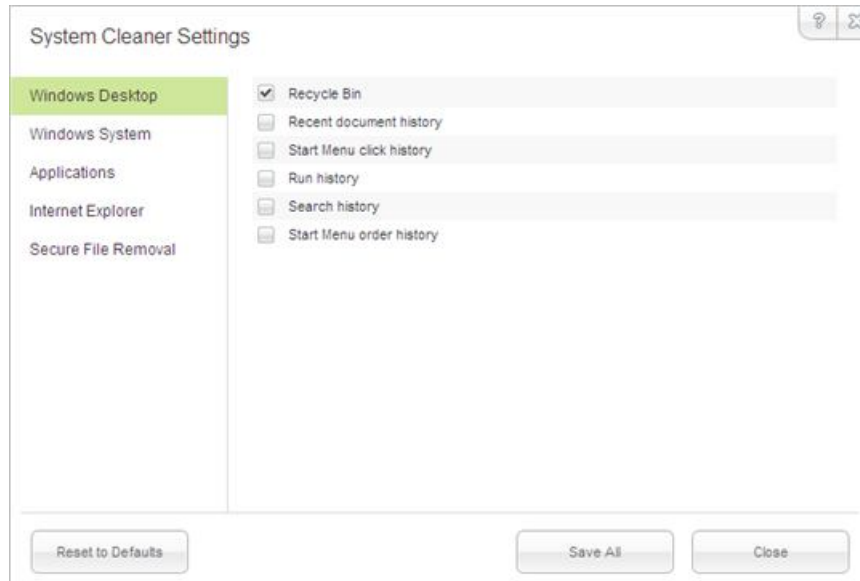 System Cleaner Settings
?
Windows Desktop
Windows System
Applications
Internet Explorer
Secure File Removal
Recycle Bin
Recent document history
Start Menu click history
Run history
Search history
Start Menu order history
Reset to Defaults
Save All
Close